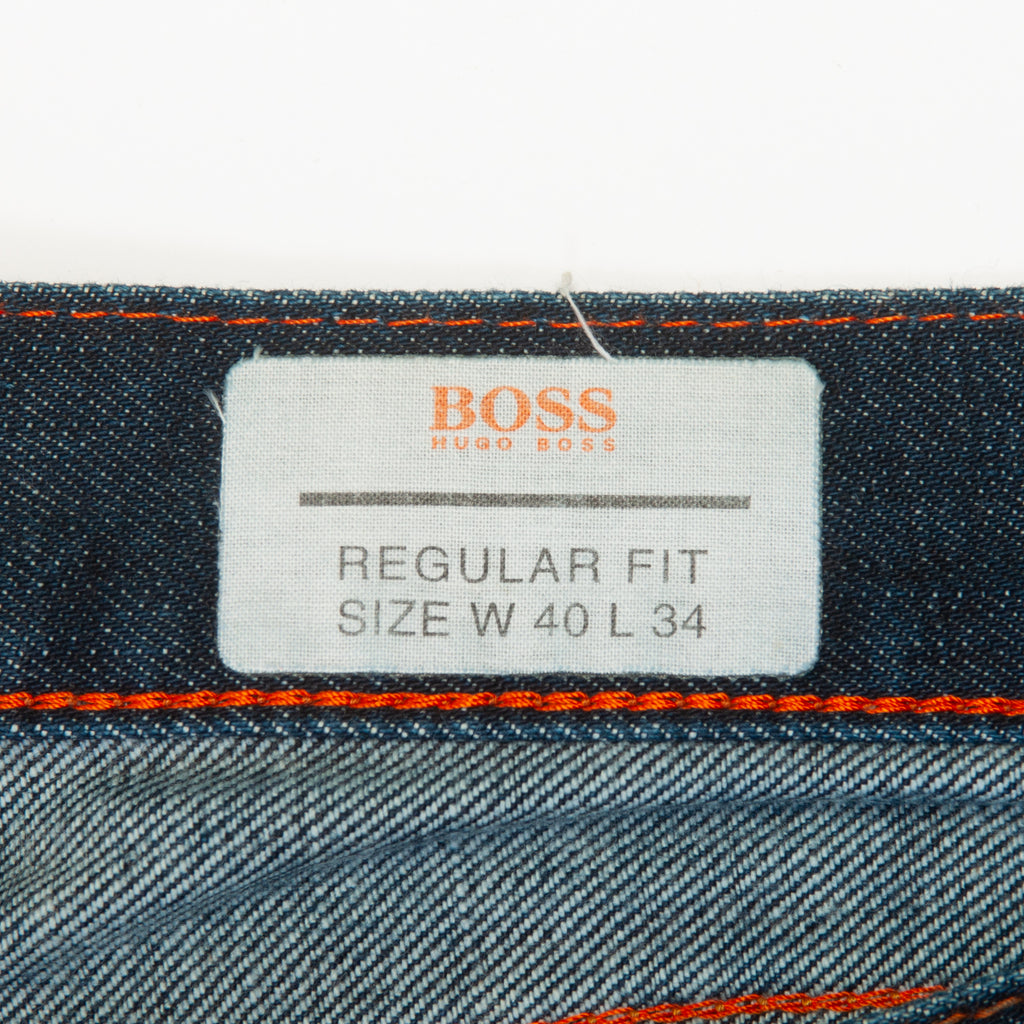 BOSS
HUGO BOSS
REGULAR FIT
SIZE W 40 L 34